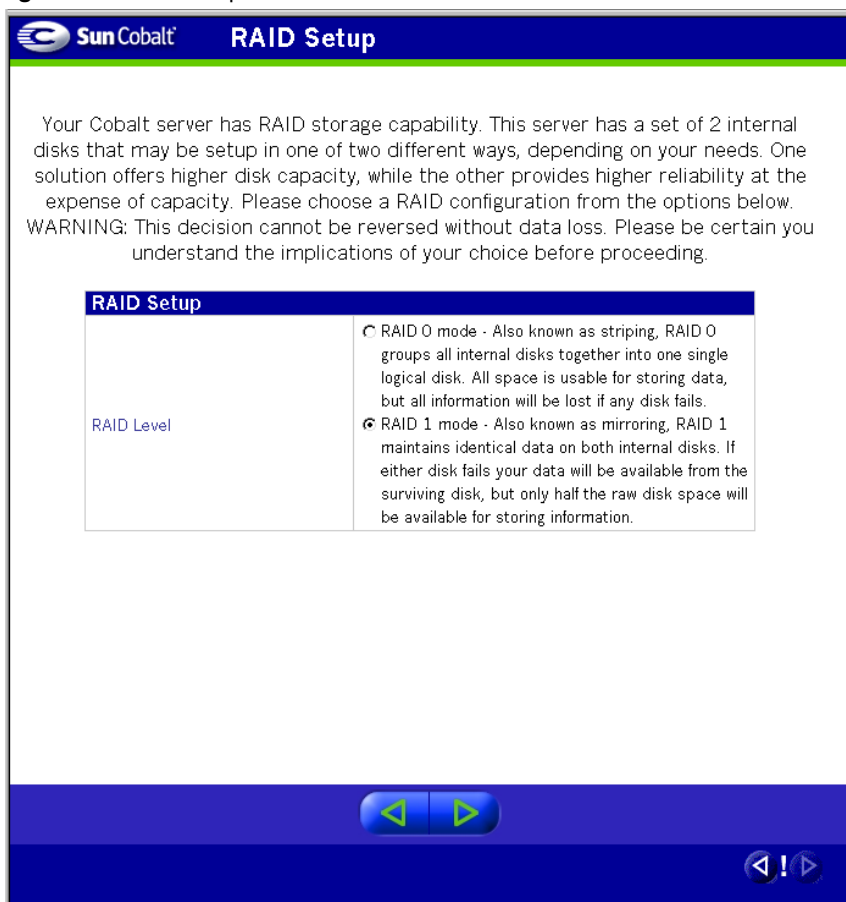 Sun Cobalt RAID Setup
Your Cobalt server has RAID storage capability. This server has a set of 2 internal
disks that may be setup in one of two different ways, depending on your needs. One
solution offers higher disk capacity, while the other provides higher reliability at the
expense of capacity. Please choose a RAID configuration from the options below.
WARNING: This decision cannot be reversed without data loss. Please be certain you
understand the implications of your choice before proceeding.
RAID Setup
RAID Level
RAID 0 mode - Also known as striping, RAID 0
groups all internal disks together into one single
logical disk. All space is usable for storing data,
but all information will be lost if any disk fails.
RAID 1 mode - Also known as mirroring, RAID 1
maintains identical data on both internal disks. If
either disk fails your data will be available from the
surviving disk, but only half the raw disk space will
be available for storing information.
!